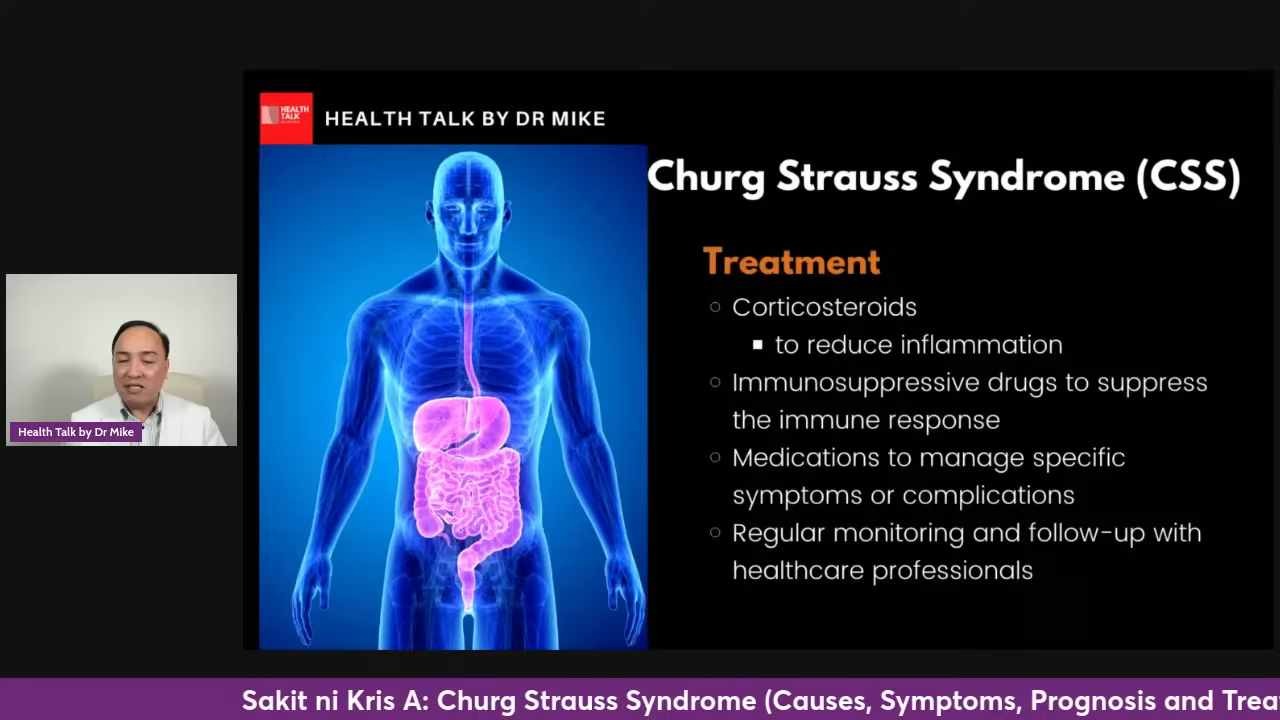 HEALTH
TALK
HEALTH TALK BY DR MIKE
Churg Strauss Syndrome (CSS)
Treatment
Corticosteroids
to reduce inflammation
Immunosuppressive drugs to suppress
the immune response
Medications to manage specific
symptoms or complications
Regular monitoring and follow-up with
healthcare professionals
Health Talk by Dr Mike
Sakit ni Kris A: Churg Strauss Syndrome (Causes, Symptoms, Prognosis and Trea